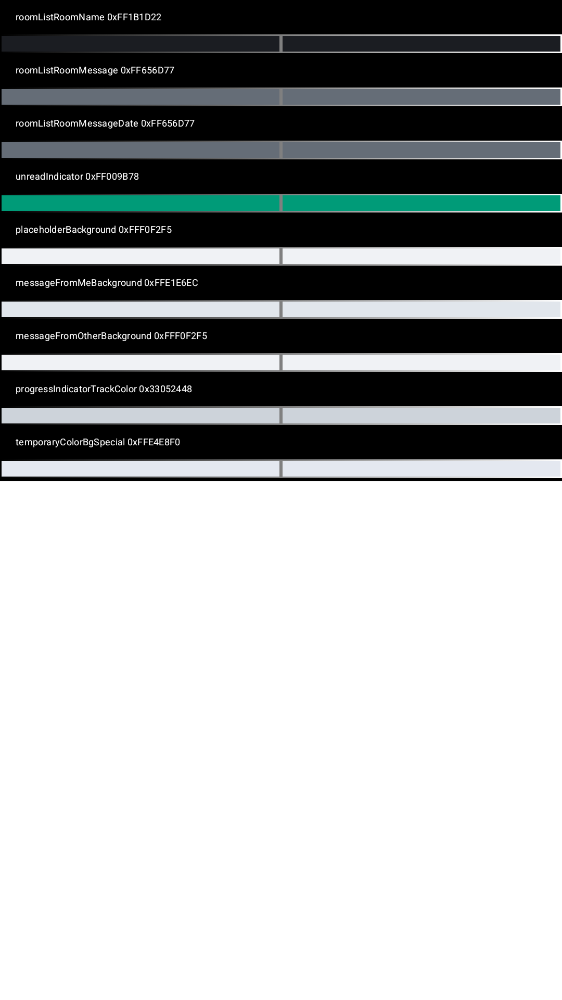 roomListRoomName 0xFF1B1D22
roomListRoomMessage 0xFF656D77
roomListRoomMessageDate 0xFF656D77
unreadIndicator 0xFF009B78
placeholderBackground 0xFFF0F2F5
messageFromMeBackground 0xFFE1E6EC
messageFromOtherBackground 0xFFF0F2F5
progressIndicatorTrackColor 0x33052448
temporaryColorBgSpecial 0xFFE4E8F0